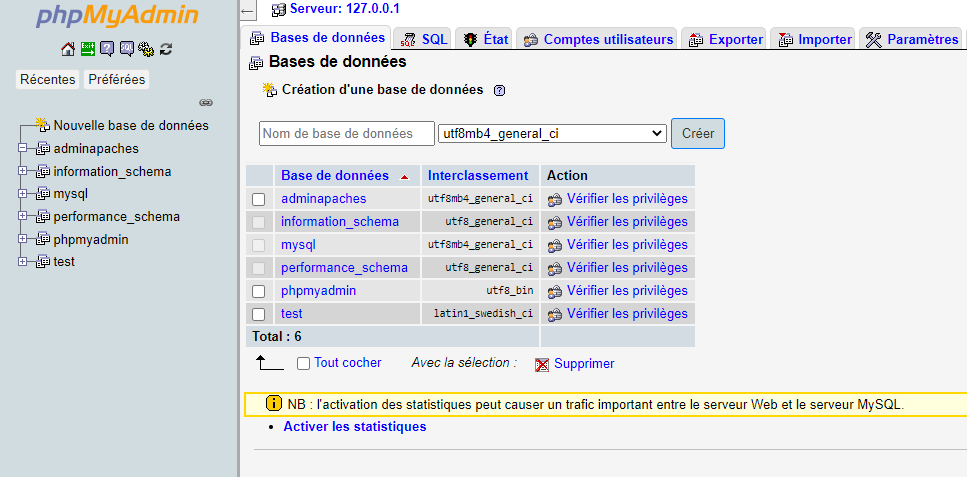 phpMyAdmin
Récentes Préférées
Nouvelle base de données
adminapaches
information_schema
mysql
performance_schema
phpmyadmin
test
Serveur: 127.0.0.1
Bases de données SQL État Comptes utilisateurs Exporter Importer Paramètres
Bases de données
Création d'une base de données
Nom de base de données utf8mb4_general_ci Créer
Base de données Interclassement Action
adminapaches utf8mb4_general_ci Vérifier les privilèges
information_schema utf8_general_ci Vérifier les privilèges
mysql utf8mb4_general_ci Vérifier les privilèges
performance_schema utf8_general_ci Vérifier les privilèges
phpmyadmin utf8_bin Vérifier les privilèges
test latin1_swedish_ci Vérifier les privilèges
Total : 6
Tout cocher Avec la sélection : Supprimer
NB : l'activation des statistiques peut causer un trafic important entre le serveur Web et le serveur MySQL.
• Activer les statistiques